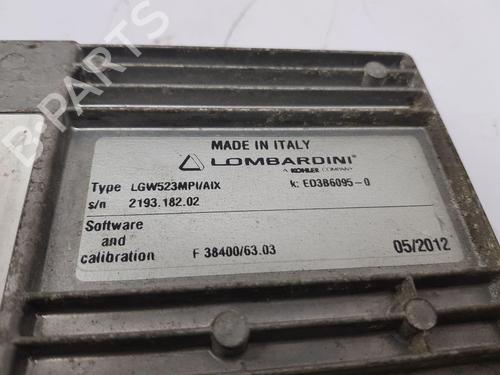 B-PARTS
MADE IN ITALY
LOMBARDINI
A KOHLER COMPANY
Type LGW523MPI/AIX k: ED3B6095-0
s/n 2193.182.02
Software
and
calibration F 38400/63.03 05/2012